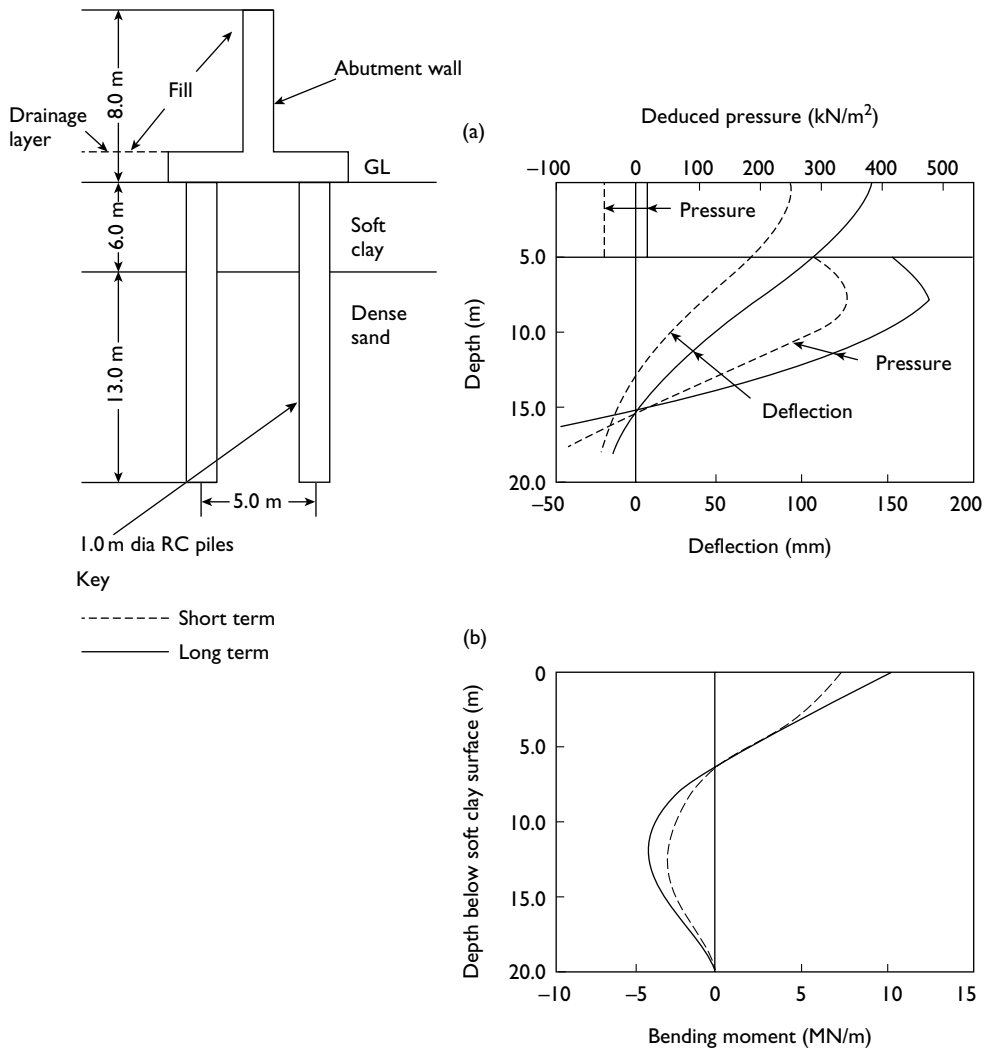 8.0 m
Fill
Abutment wall
Drainage
layer
GL
6.0 m
Soft
clay
13.0 m
Dense
sand
5.0 m
1.0 m dia RC piles
Key
Short term
Long term
(a)
Deduced pressure (kN/m²)
−100 0 100 200 300 400 500
Pressure
5.0
10.0
15.0
20.0
Depth (m)
Pressure
Deflection
−50 0 50 100 150 200
Deflection (mm)
(b)
0
5.0
10.0
15.0
20.0
Depth below soft clay surface (m)
−10 −5 0 5 10 15
Bending moment (MN/m)